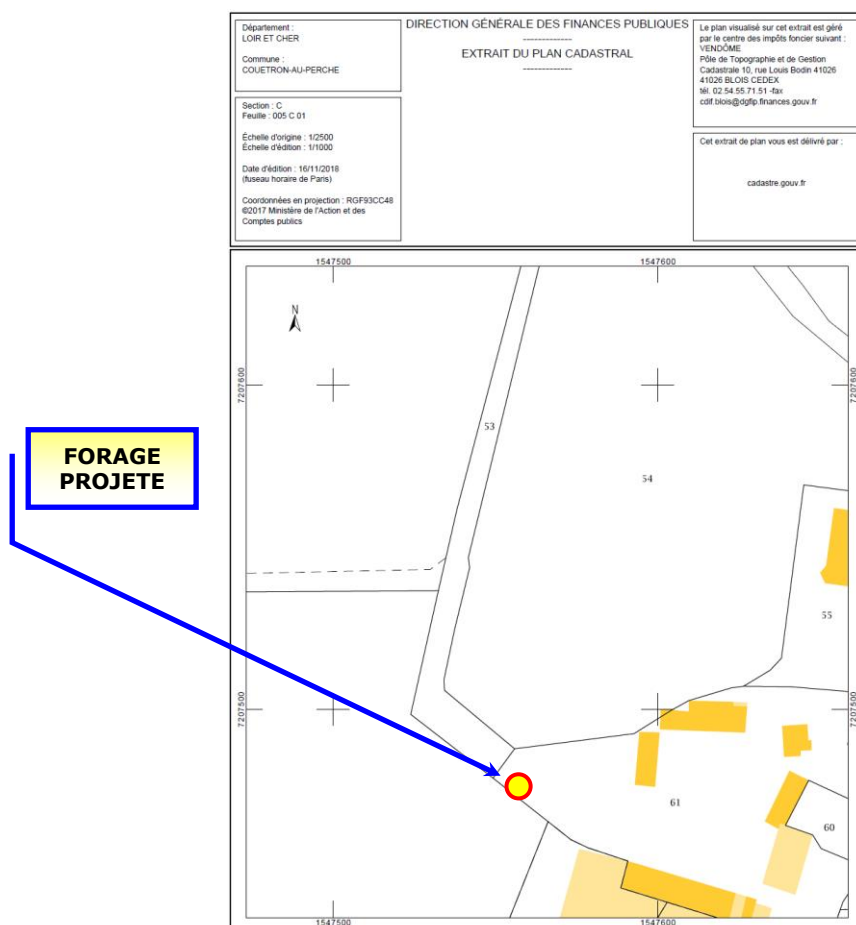 Département :
LOIR ET CHER
Commune :
COUETRON-AU-PERCHE
Section : C
Feuille : 005 C 01
Échelle d'origine : 1/2500
Échelle d'édition : 1/1000
Date d'édition : 16/11/2018
(fuseau horaire de Paris)
Coordonnées en projection : RGF93CC48
©2017 Ministère de l'Action et des
Comptes publics
DIRECTION GÉNÉRALE DES FINANCES PUBLIQUES
-------------
EXTRAIT DU PLAN CADASTRAL
-------------
Le plan visualisé sur cet extrait est géré
par le centre des impôts foncier suivant :
VENDÔME
Pôle de Topographie et de Gestion
Cadastrale 10, rue Louis Bodin 41026
41026 BLOIS CEDEX
tél. 02.54.55.71.51 -fax
cdif.blois@dgfip.finances.gouv.fr
Cet extrait de plan vous est délivré par :
cadastre.gouv.fr
1547500
1547600
N
7207600
7207600
53
54
FORAGE
PROJETE
55
7207500
7207500
61
60
1547500
1547600